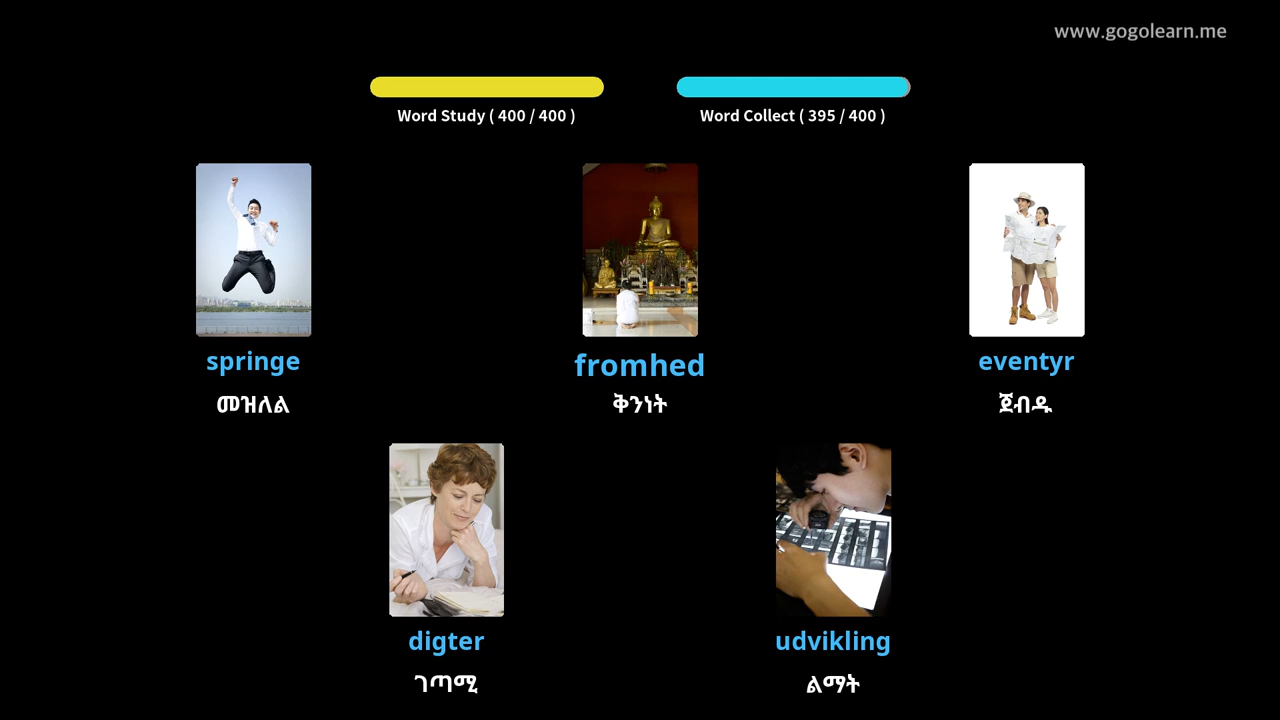 www.gogolearn.me
Word Study ( 400 / 400 )
Word Collect ( 395 / 400 )
springe
fromhed
eventyr
መዝለል
ቅንነት
ጀብዱ
digter
udvikling
ገጣሚ
ልማት